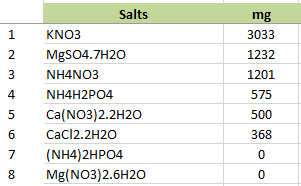 Salts mg
1 KNO3 3033
2 MgSO4.7H2O 1232
3 NH4NO3 1201
4 NH4H2PO4 575
5 Ca(NO3)2.2H2O 500
6 CaCl2.2H2O 368
7 (NH4)2HPO4 0
8 Mg(NO3)2.6H2O 0